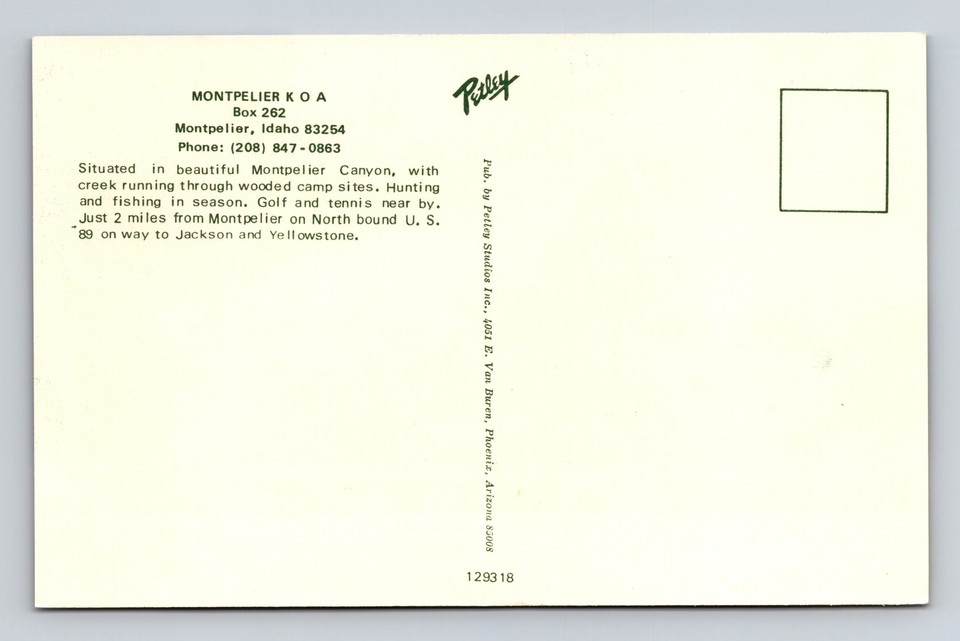 MONTPELIER K O A
Box 262
Montpelier, Idaho 83254
Phone: (208) 847-0863
Situated in beautiful Montpelier Canyon, with
creek running through wooded camp sites. Hunting
and fishing in season. Golf and tennis near by.
Just 2 miles from Montpelier on North bound U. S.
89 on way to Jackson and Yellowstone.
Petley
Pub. by Petley Studios Inc., 4051 E. Van Buren, Phoenix, Arizona 85008
129318